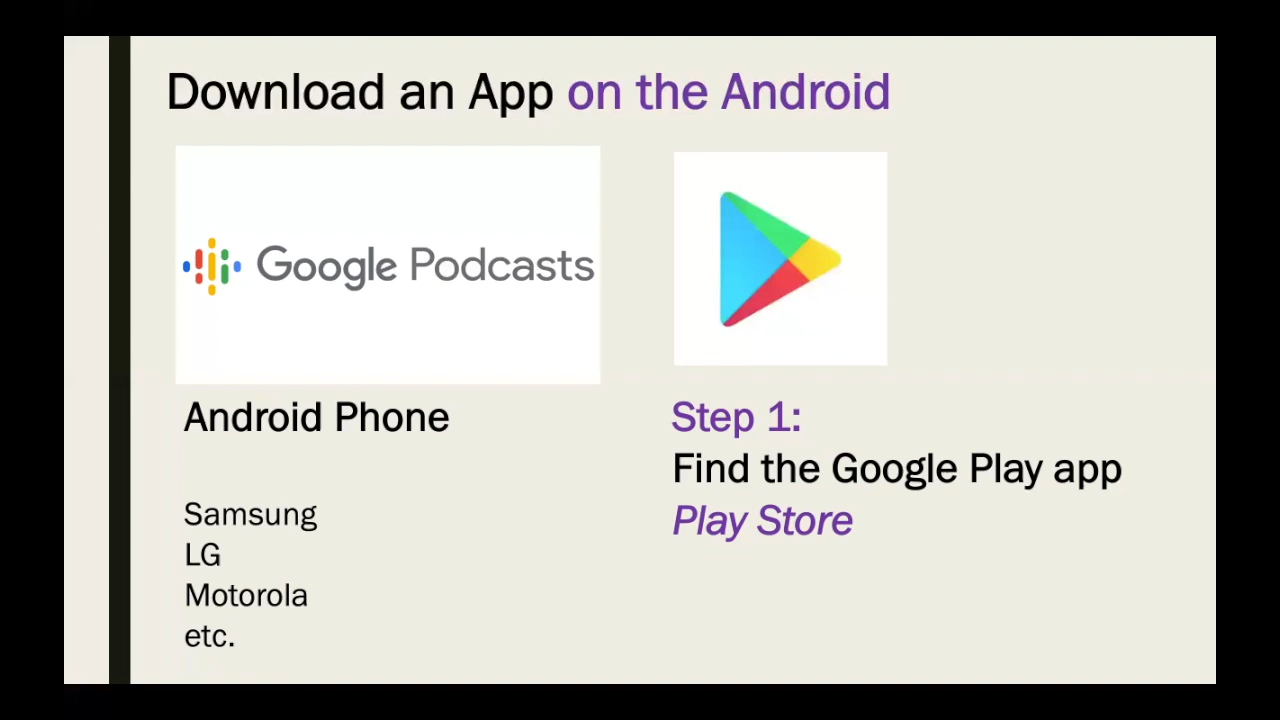 Download an App on the Android
Google Podcasts
Android Phone
Samsung
LG
Motorola
etc.
Step 1:
Find the Google Play app
Play Store